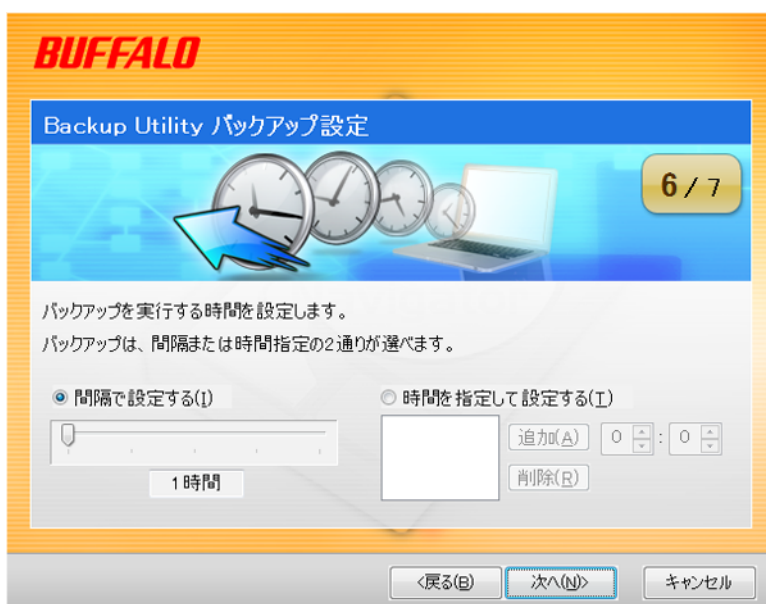 BUFFALO
Backup Utility バックアップ設定
6 / 7
バックアップを実行する時間を設定します。
バックアップは、間隔または時間指定の2通りが選べます。
間隔で設定する(I)
時間を指定して設定する(T)
追加(A) 0 : 0
1時間
削除(R)
<戻る(B) 次へ(N)> キャンセル